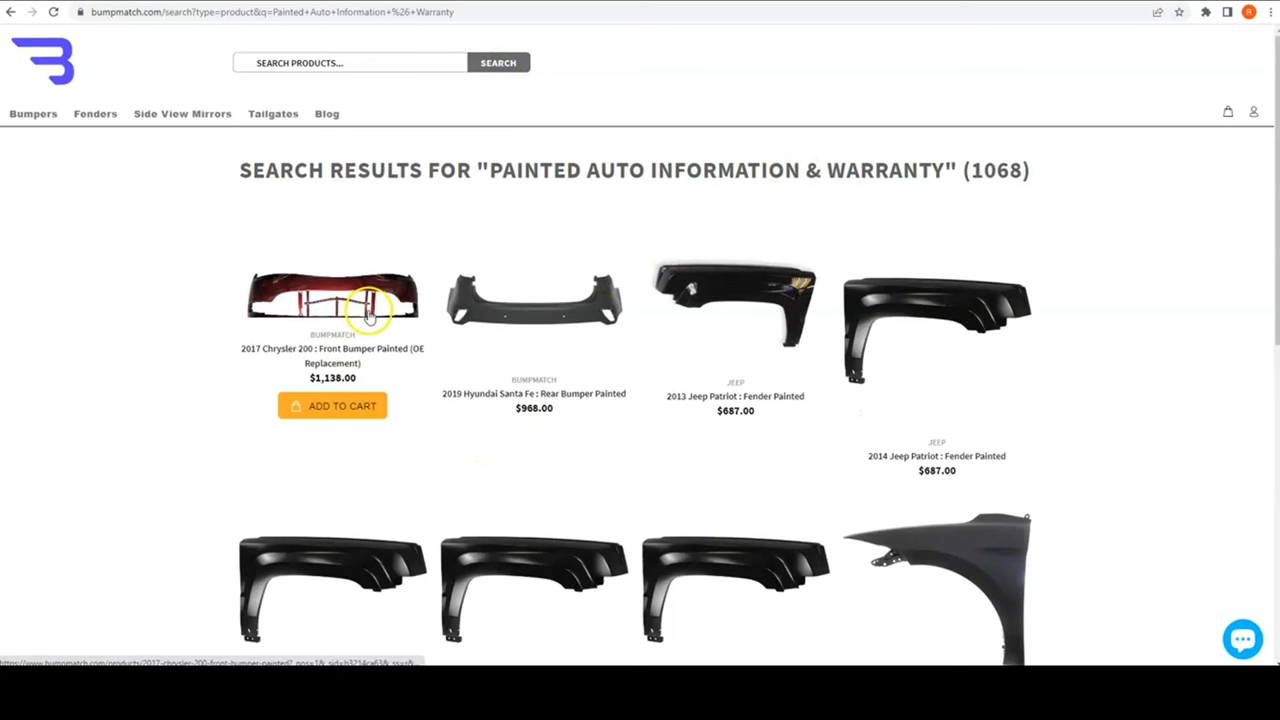 bumpmatch.com/search?type=product&q=Painted+Auto+Information+%26+Warranty
B
SEARCH PRODUCTS...
SEARCH
Bumpers
Fenders
Side View Mirrors
Tailgates
Blog
SEARCH RESULTS FOR "PAINTED AUTO INFORMATION & WARRANTY" (1068)
BUMPMATCH
2017 Chrysler 200 : Front Bumper Painted (OE
Replacement)
$1,138.00
ADD TO CART
BUMPMATCH
2019 Hyundai Santa Fe : Rear Bumper Painted
$968.00
JEEP
2013 Jeep Patriot : Fender Painted
$687.00
JEEP
2014 Jeep Patriot : Fender Painted
$687.00